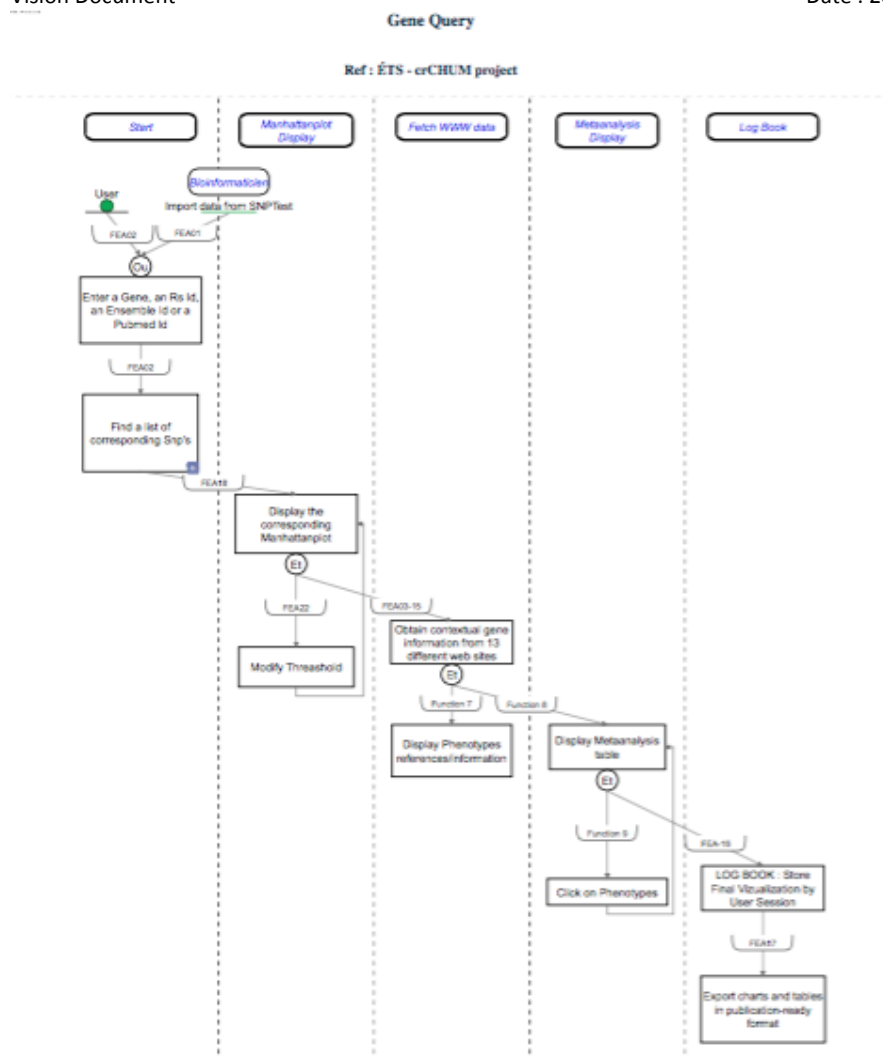 Vision Document
Date : 2
Gene Query
Ref : ÉTS - crCHUM project
Start
Manhattanplot
Display
Fetch WWW data
Metaanalysis
Display
Log Book
Bioinformaticien
User
Import data from SNPTest
FEA02
FEA01
Ou
Enter a Gene, an Rs Id,
an Ensemble Id or a
Pubmed Id
FEA02
Find a list of
corresponding Snp's
FEA18
Display the
corresponding
Manhattanplot
Et
FEA22
FEA03-15
Obtain contextual gene
information from 13
different web sites
Modify Threashold
Et
Function 7
Function 8
Display Phenotypes
references/information
Display Metaanalysis
table
Et
Function 9
FEA-16
Click on Phenotypes
LOG BOOK : Store
Final Vizualization by
User Session
FEA17
Export charts and tables
in publication-ready
format